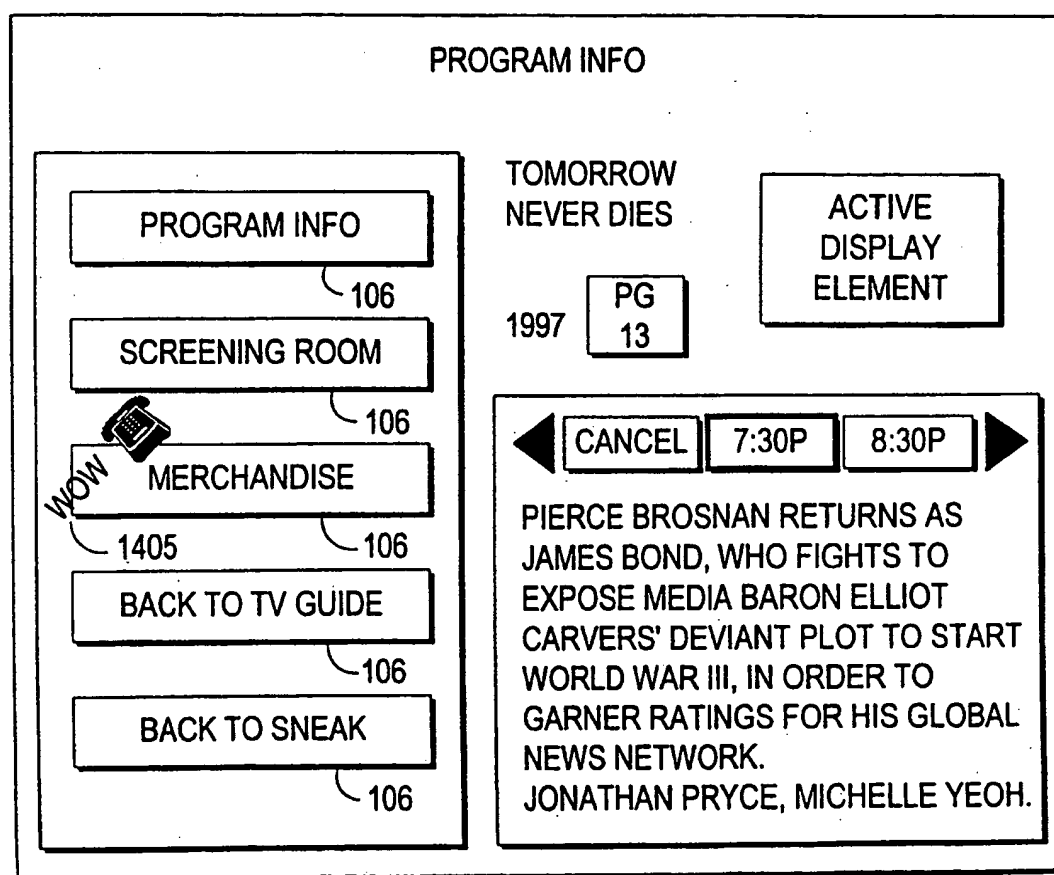 PROGRAM INFO
PROGRAM INFO
106
SCREENING ROOM
106
WOW
MERCHANDISE
1405
106
BACK TO TV GUIDE
106
BACK TO SNEAK
106
TOMORROW
NEVER DIES
1997
PG
13
ACTIVE
DISPLAY
ELEMENT
CANCEL
7:30P
8:30P
PIERCE BROSNAN RETURNS AS
JAMES BOND, WHO FIGHTS TO
EXPOSE MEDIA BARON ELLIOT
CARVERS' DEVIANT PLOT TO START
WORLD WAR III, IN ORDER TO
GARNER RATINGS FOR HIS GLOBAL
NEWS NETWORK.
JONATHAN PRYCE, MICHELLE YEOH.